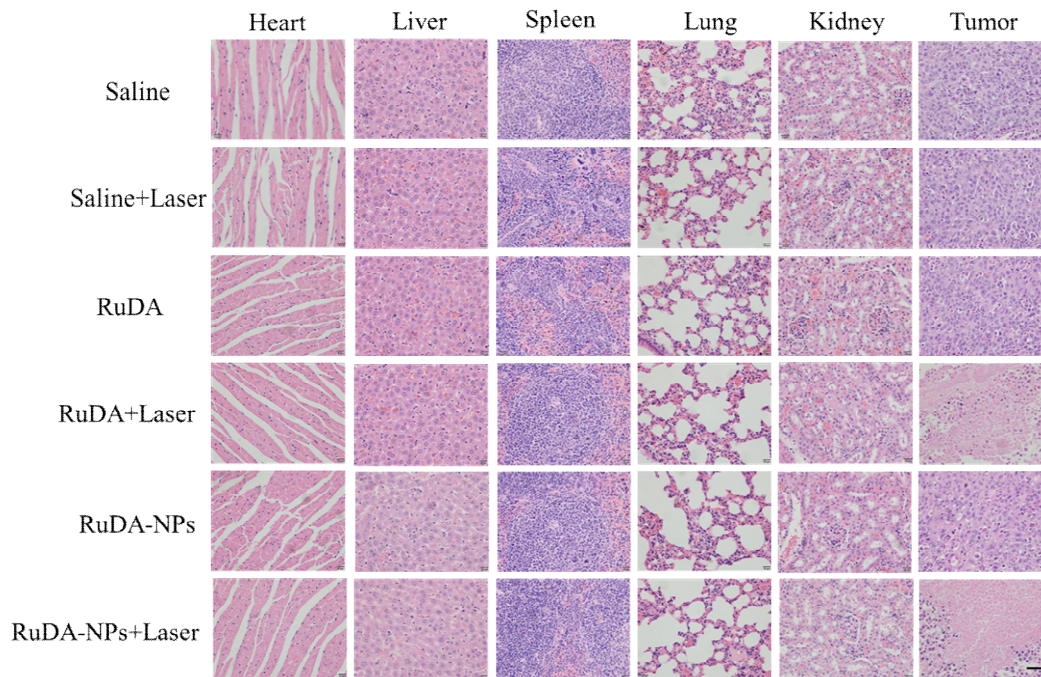 Heart Liver Spleen Lung Kidney Tumor
Saline
Saline+Laser
RuDA
RuDA+Laser
RuDA-NPs
RuDA-NPs+Laser